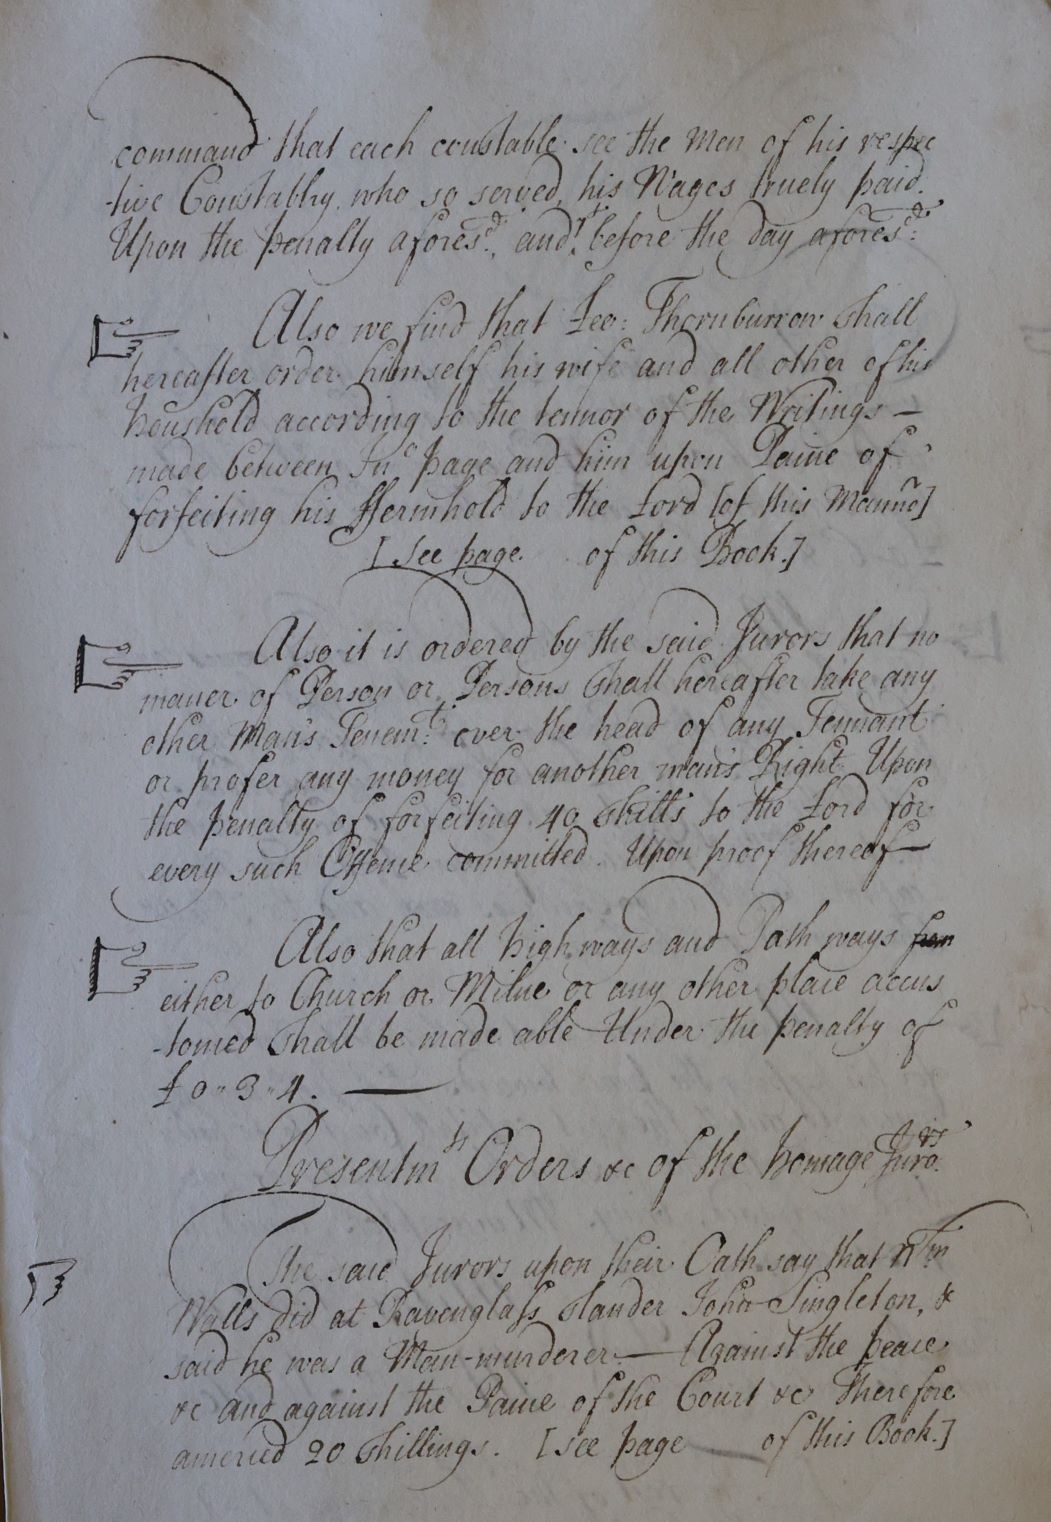 command that each constable see the Men of his respec
-tive Constablry who so served, his Wages truely paid.
Upon the penalty afores.d, and.t before the day afores.d:
Also we find that Leo: Thornburrow shall
hereafter order himself his wife and all other of his
houshold according to the tennor of the Writings —
made between Jn.o page and him upon Paine of
forfeiting his ffermhold to the Lord [of this Mann.o]
[See page of this Book.]
Also it is ordered by the said Jurors that no
maner of Person or Persons shall hereafter take any
other Man's Tenem.t over the head of any Tennant
or profer any money for another man's Right Upon
the penalty of forfeiting 40 shill's to the Lord for
every such Offence committed. Upon proof thereof —
Also that all high ways and Path ways
either to Church or Milne or any other place accus
-tomed shall be made able Under the penalty of
£0"3"4. —
Presentm.ts Orders &c of the homage Juro.rs
The said Jurors upon their Oath say that W.m
Walls did at Ravenglass slander John Singleton, &
said he was a Man-murderer — Against the peace
&c and against the Paine of the Court &c Therefore
amercied 20 shillings. [See page — of this Book.]